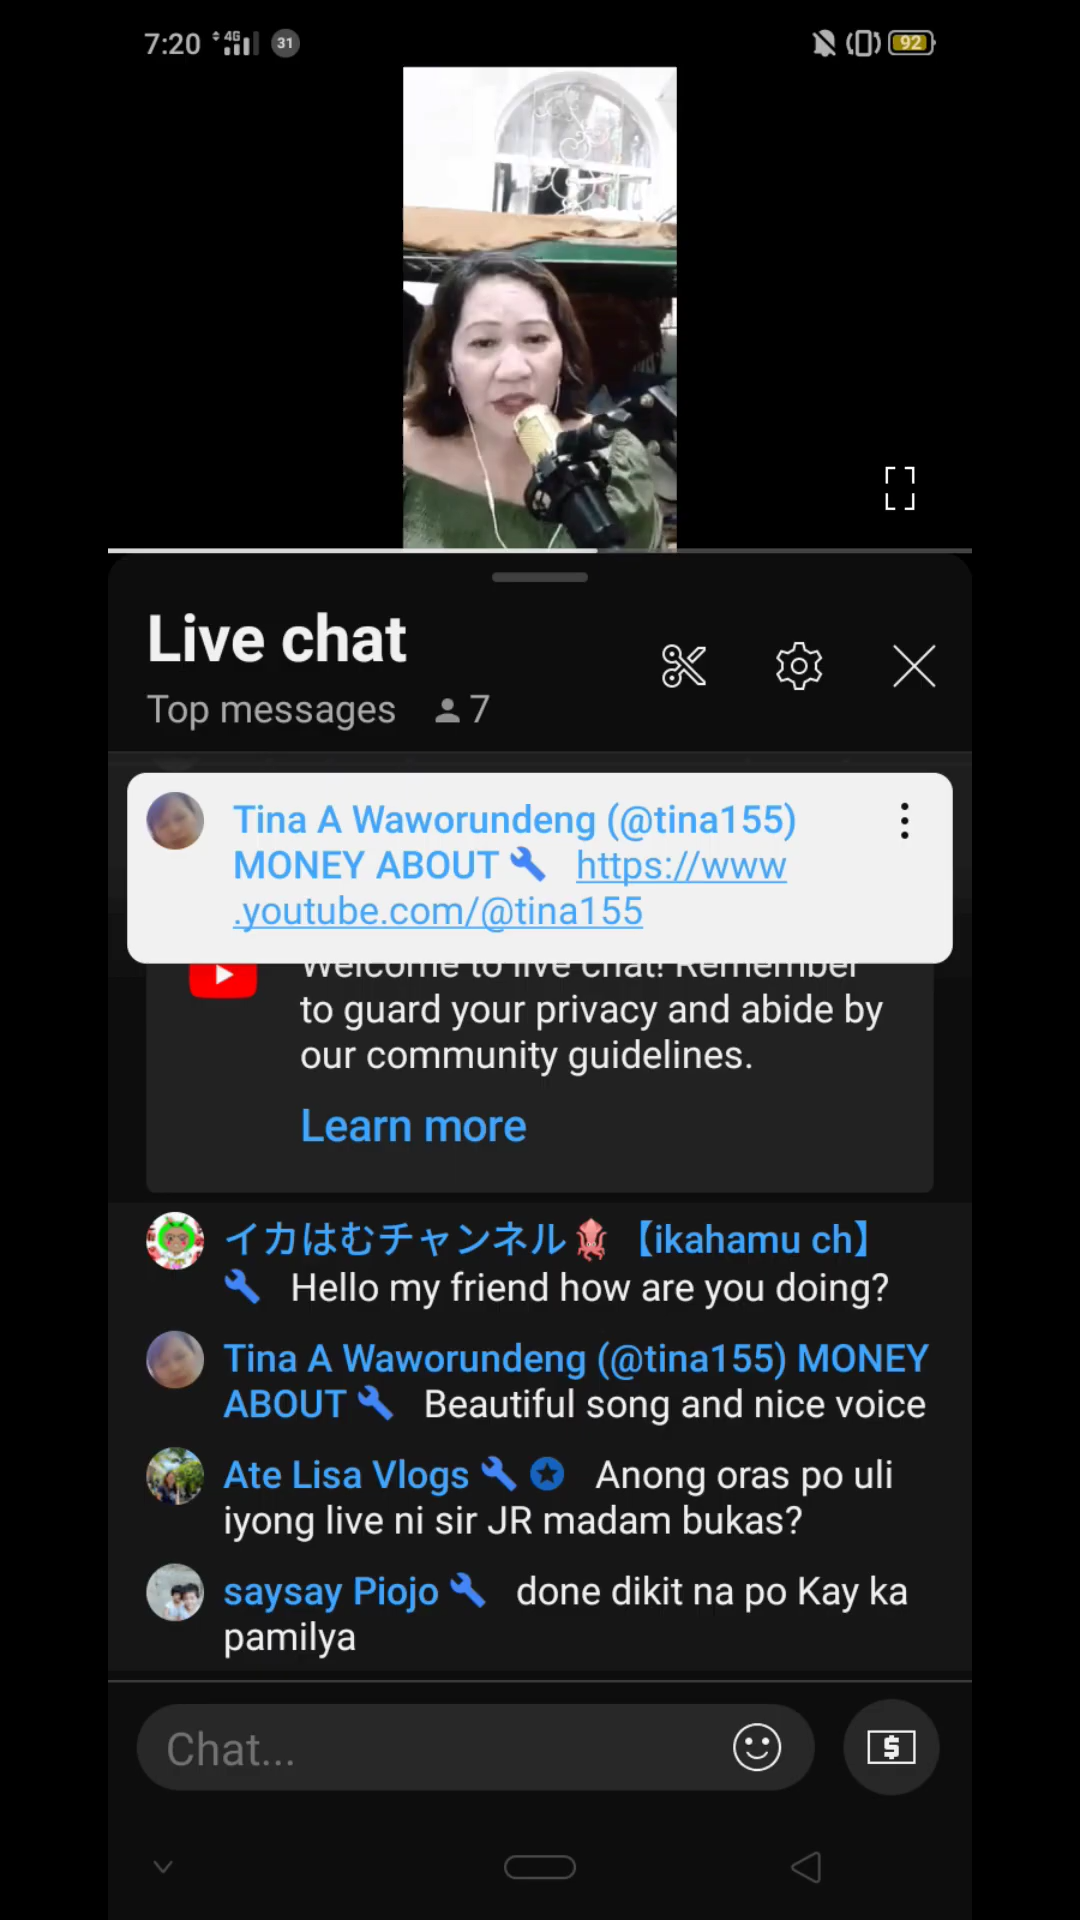 7:20 4G 31 92
Live chat
Top messages 7
Tina A Waworundeng (@tina155)
MONEY ABOUT https://www
.youtube.com/@tina155
Welcome to live chat! Remember
to guard your privacy and abide by
our community guidelines.
Learn more
イカはむチャンネル🦑【ikahamu ch】
Hello my friend how are you doing?
Tina A Waworundeng (@tina155) MONEY
ABOUT Beautiful song and nice voice
Ate Lisa Vlogs Anong oras po uli
iyong live ni sir JR madam bukas?
saysay Piojo done dikit na po Kay ka
pamilya
Chat...
$